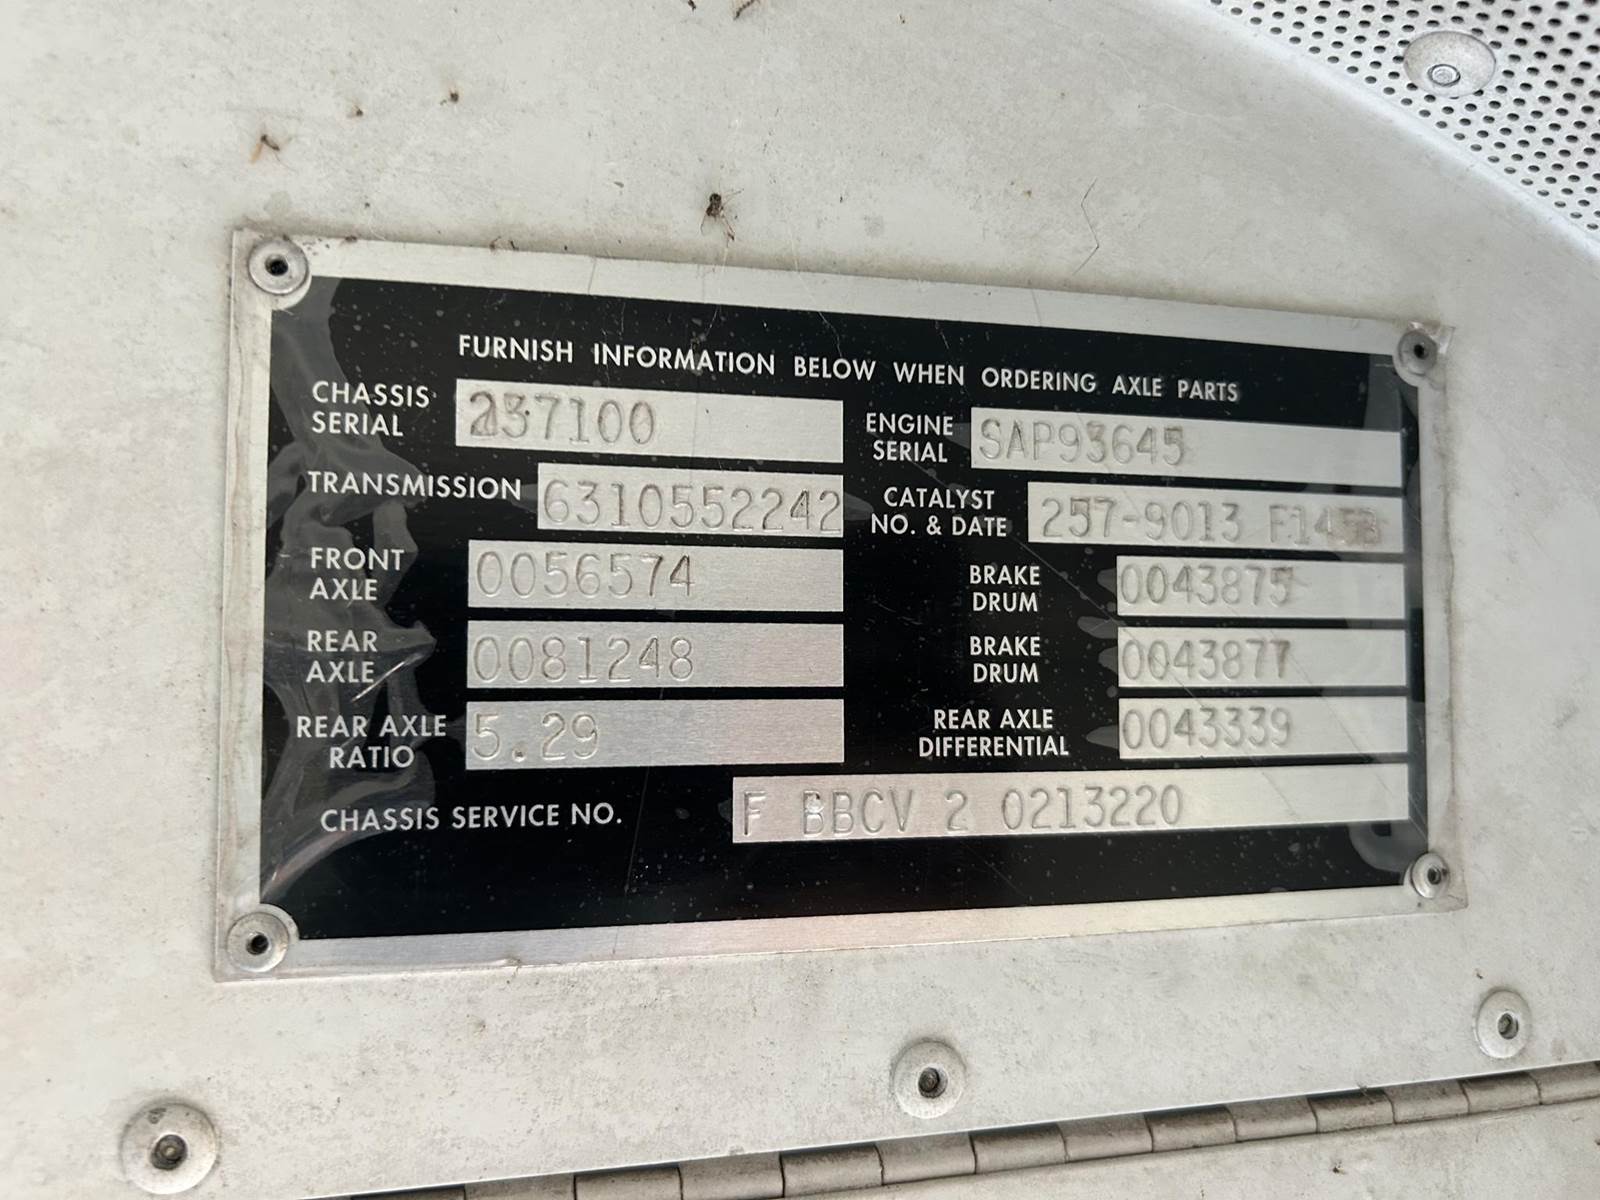 FURNISH INFORMATION BELOW WHEN ORDERING AXLE PARTS
CHASSIS SERIAL 237100
ENGINE SERIAL SAP93645
TRANSMISSION 6310552242
CATALYST NO. & DATE 257-9013 F145B
FRONT AXLE 0056574
BRAKE DRUM 0043875
REAR AXLE 0081248
BRAKE DRUM 0043877
REAR AXLE RATIO 5.29
REAR AXLE DIFFERENTIAL 0043339
CHASSIS SERVICE NO. F BBCV 2 0213220